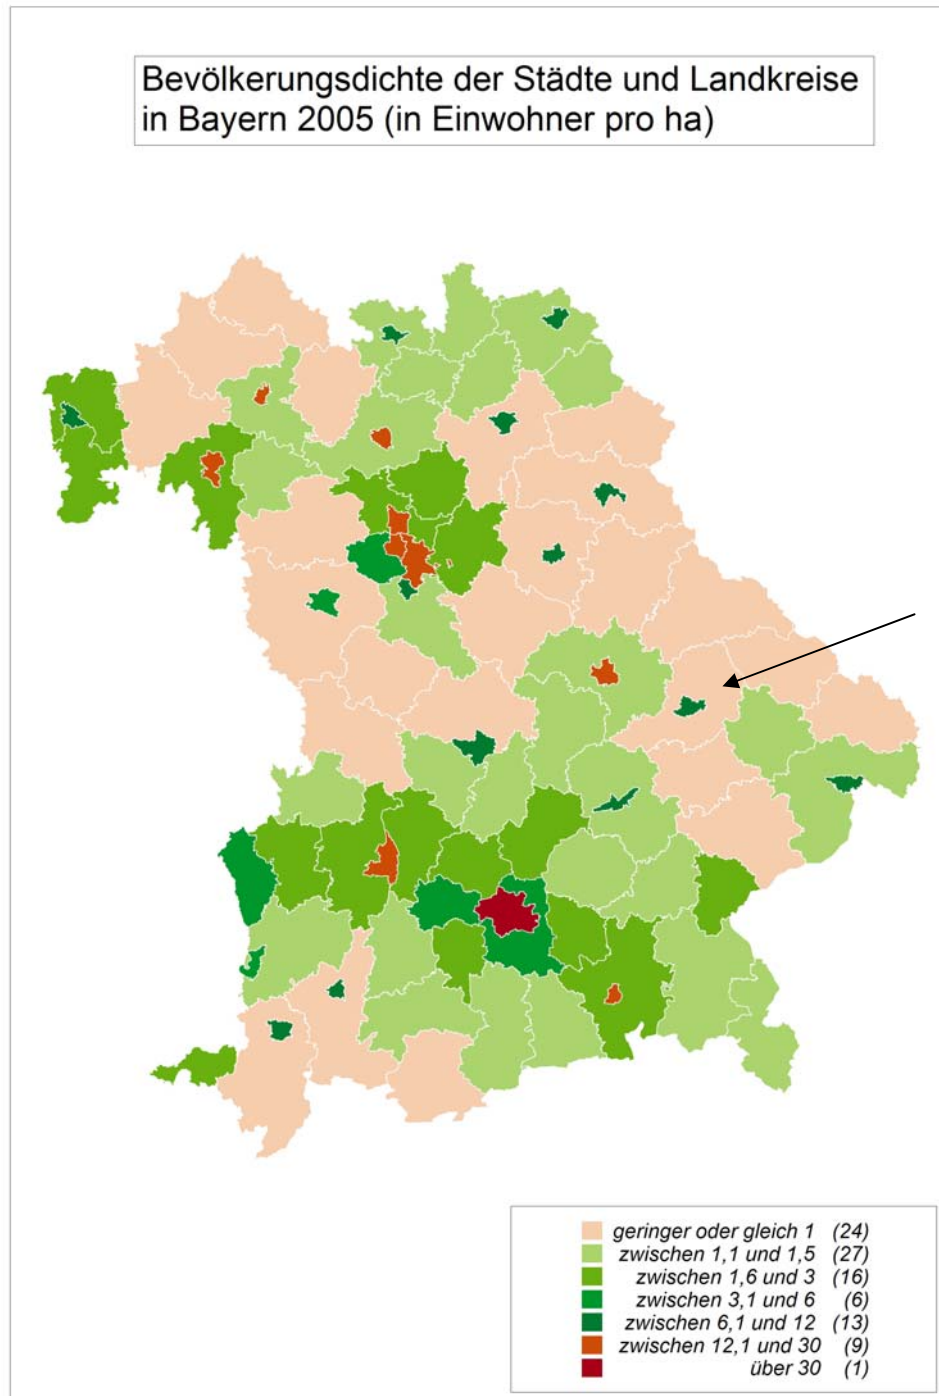 Bevölkerungsdichte der Städte und Landkreise
in Bayern 2005 (in Einwohner pro ha)
geringer oder gleich 1 (24)
zwischen 1,1 und 1,5 (27)
zwischen 1,6 und 3 (16)
zwischen 3,1 und 6 (6)
zwischen 6,1 und 12 (13)
zwischen 12,1 und 30 (9)
über 30 (1)